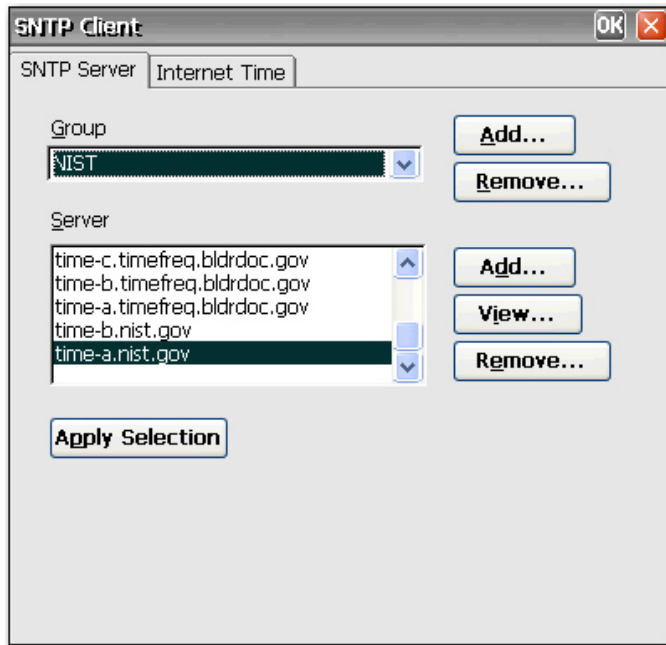 SNTP Client OK
SNTP Server Internet Time
Group
NIST
Add...
Remove...
Server
time-c.timefreq.bldrdoc.gov
time-b.timefreq.bldrdoc.gov
time-a.timefreq.bldrdoc.gov
time-b.nist.gov
time-a.nist.gov
Add...
View...
Remove...
Apply Selection